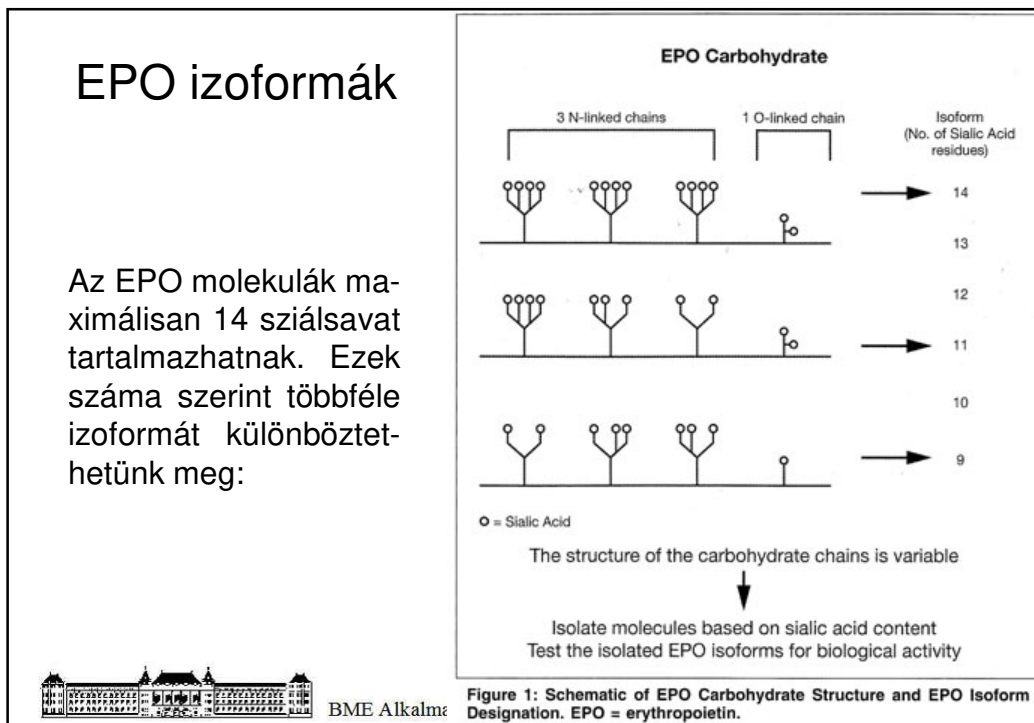 EPO izoformák
Az EPO molekulák ma-
ximálisan 14 sziálsavat
tartalmazhatnak. Ezek
száma szerint többféle
izoformát különböztet-
hetünk meg:
BME Alkalma
EPO Carbohydrate
3 N-linked chains
1 O-linked chain
Isoform
(No. of Sialic Acid
residues)
14
13
12
11
10
9
O = Sialic Acid
The structure of the carbohydrate chains is variable
Isolate molecules based on sialic acid content
Test the isolated EPO isoforms for biological activity
Figure 1: Schematic of EPO Carbohydrate Structure and EPO Isoform
Designation. EPO = erythropoietin.